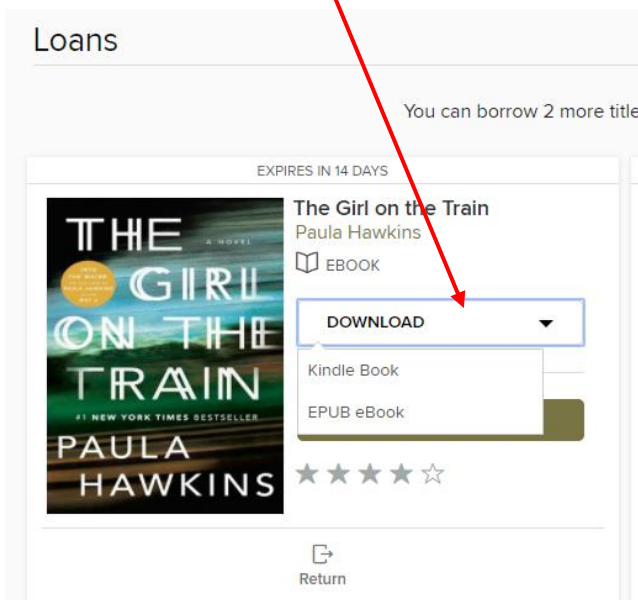 Loans
You can borrow 2 more title
EXPIRES IN 14 DAYS
THE
A NOVEL
GIRL
ON THE
TRAIN
#1 NEW YORK TIMES BESTSELLER
PAULA
HAWKINS
The Girl on the Train
Paula Hawkins
EBOOK
DOWNLOAD
Kindle Book
EPUB eBook
Return